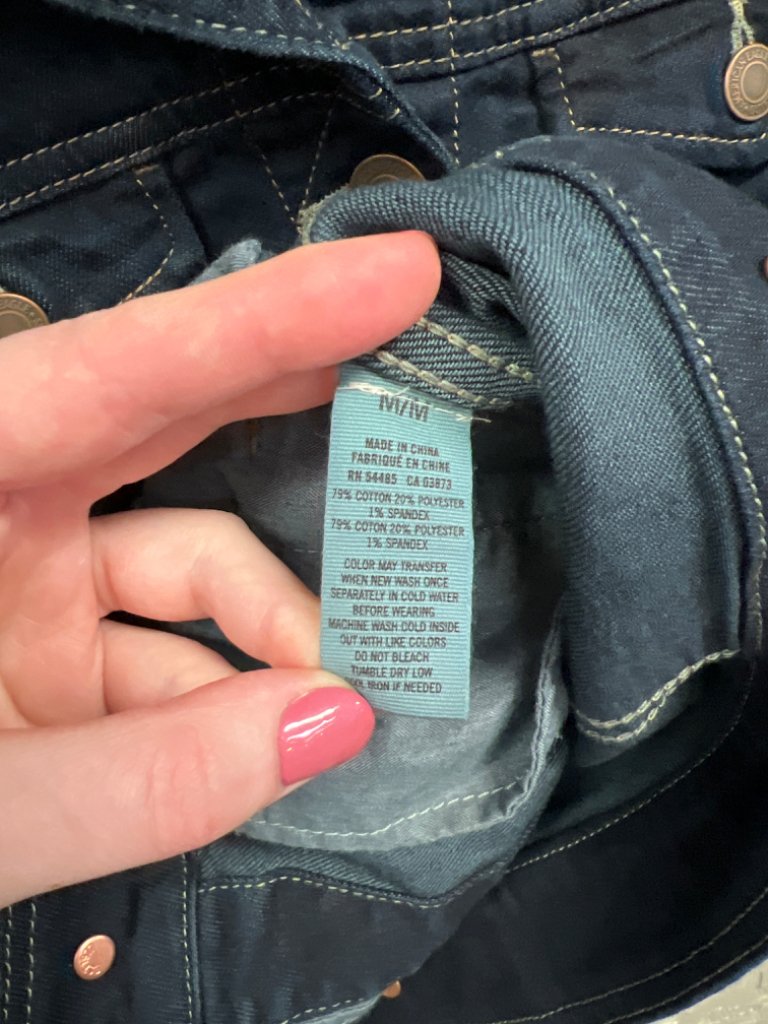 M/M
MADE IN CHINA
FABRIQUÉ EN CHINE
RN 54485 CA 03873
79% COTTON 20% POLYESTER
1% SPANDEX
79% COTON 20% POLYESTER
1% SPANDEX
COLOR MAY TRANSFER
WHEN NEW WASH ONCE
SEPARATELY IN COLD WATER
BEFORE WEARING
MACHINE WASH COLD INSIDE
OUT WITH LIKE COLORS
DO NOT BLEACH
TUMBLE DRY LOW
IRON IF NEEDED